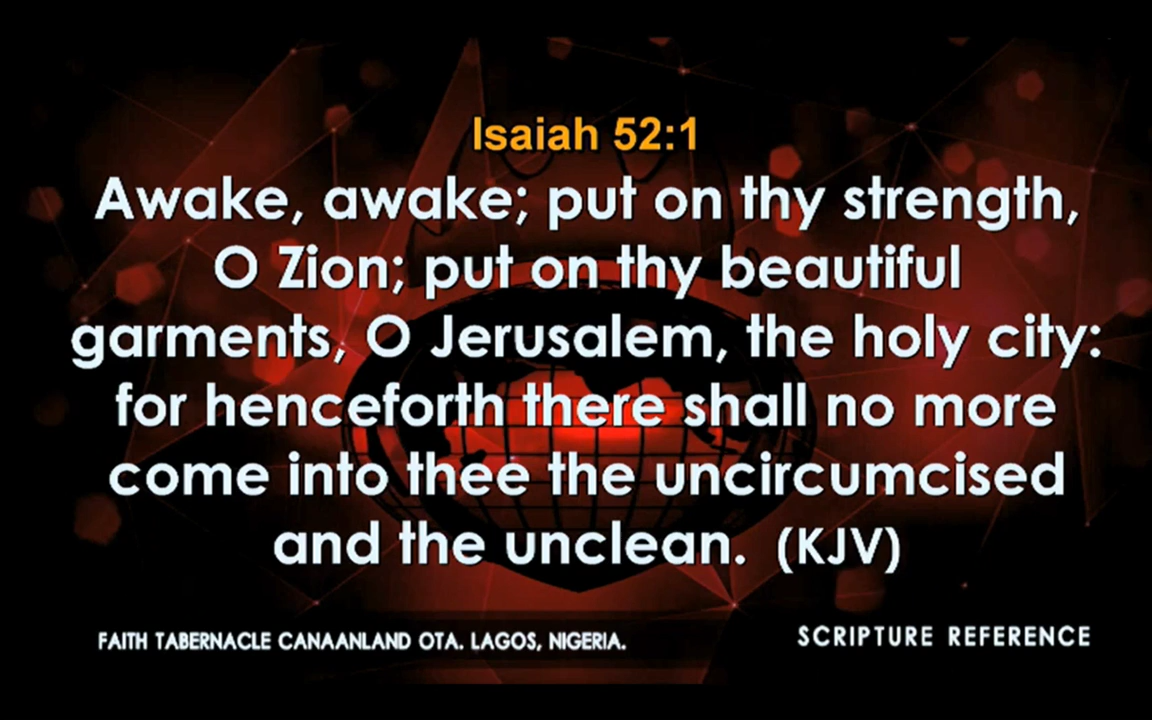 Isaiah 52:1
Awake, awake; put on thy strength,
O Zion; put on thy beautiful
garments, O Jerusalem, the holy city:
for henceforth there shall no more
come into thee the uncircumcised
and the unclean. (KJV)
FAITH TABERNACLE CANAANLAND OTA. LAGOS, NIGERIA.
SCRIPTURE REFERENCE